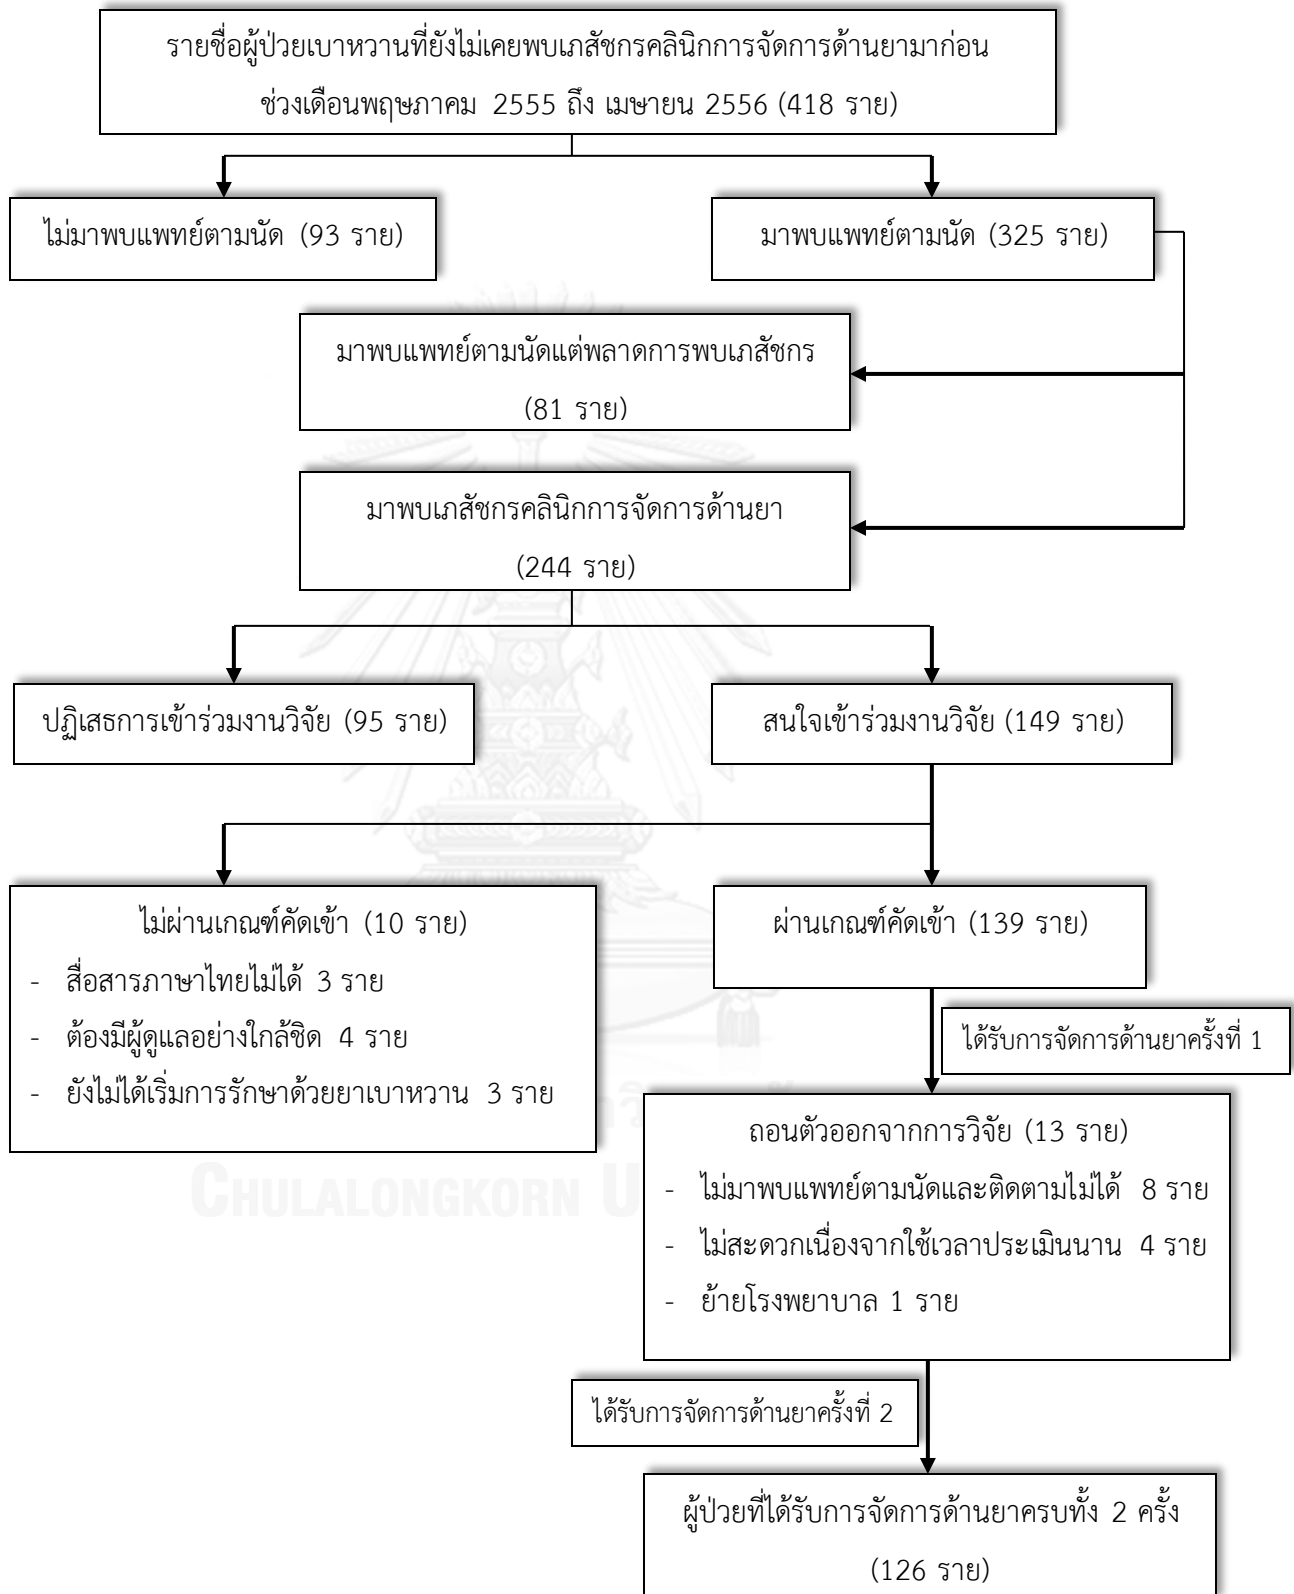 รายชื่อผู้ป่วยเบาหวานที่ยังไม่เคยพบเภสัชกรคลินิกการจัดการด้านยามาก่อน
ช่วงเดือนพฤษภาคม 2555 ถึง เมษายน 2556 (418 ราย)
ไม่มาพบแพทย์ตามนัด (93 ราย)
มาพบแพทย์ตามนัด (325 ราย)
มาพบแพทย์ตามนัดแต่พลาดการพบเภสัชกร
(81 ราย)
มาพบเภสัชกรคลินิกการจัดการด้านยา
(244 ราย)
ปฏิเสธการเข้าร่วมงานวิจัย (95 ราย)
สนใจเข้าร่วมงานวิจัย (149 ราย)
ไม่ผ่านเกณฑ์คัดเข้า (10 ราย)
- สื่อสารภาษาไทยไม่ได้ 3 ราย
- ต้องมีผู้ดูแลอย่างใกล้ชิด 4 ราย
- ยังไม่ได้เริ่มการรักษาด้วยยาเบาหวาน 3 ราย
ผ่านเกณฑ์คัดเข้า (139 ราย)
ได้รับการจัดการด้านยาครั้งที่ 1
ถอนตัวออกจากการวิจัย (13 ราย)
- ไม่มาพบแพทย์ตามนัดและติดตามไม่ได้ 8 ราย
- ไม่สะดวกเนื่องจากใช้เวลาประเมินนาน 4 ราย
- ย้ายโรงพยาบาล 1 ราย
CHULALONGKORN U
ได้รับการจัดการด้านยาครั้งที่ 2
ผู้ป่วยที่ได้รับการจัดการด้านยาครบทั้ง 2 ครั้ง
(126 ราย)